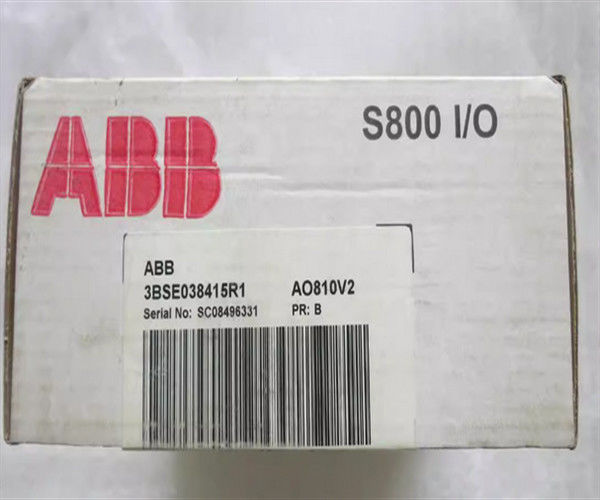 ABB
S800 I/O
ABB
3BSE038415R1 AO810V2
Serial No: SC08496331 PR: B